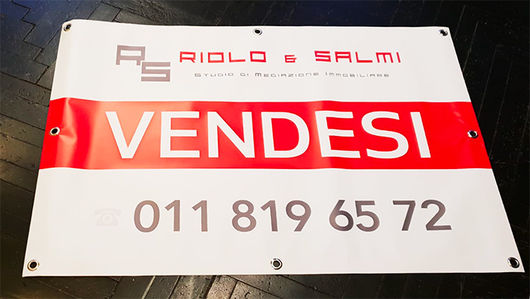 RS RIOLO & SALMI
STUDIO DI MEDIAZIONE IMMOBILIARE
VENDESI
☎ 011 819 65 72